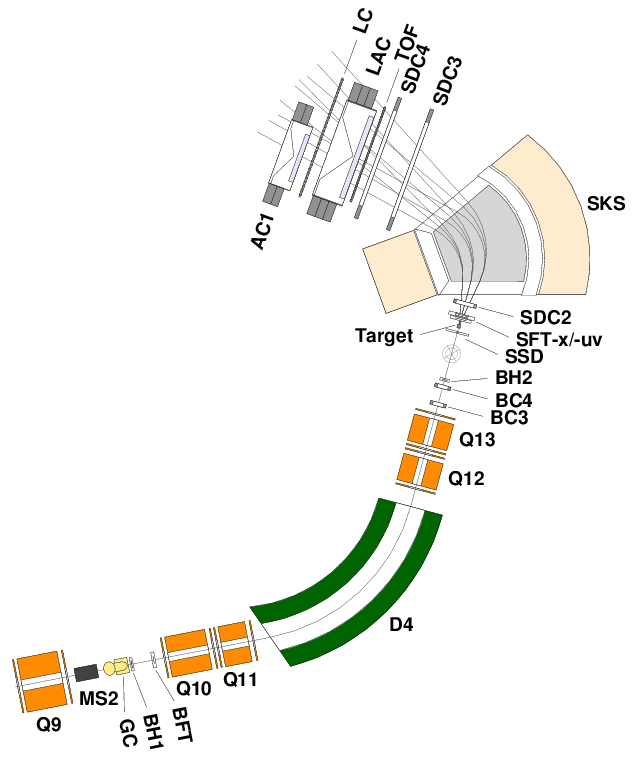 LC
LAC
TOF
SDC4
SDC3
AC1
SKS
SDC2
SFT-x/-uv
Target
SSD
BH2
BC4
BC3
Q13
Q12
D4
Q11
Q10
MS2
Q9
GC
BH1
BFT